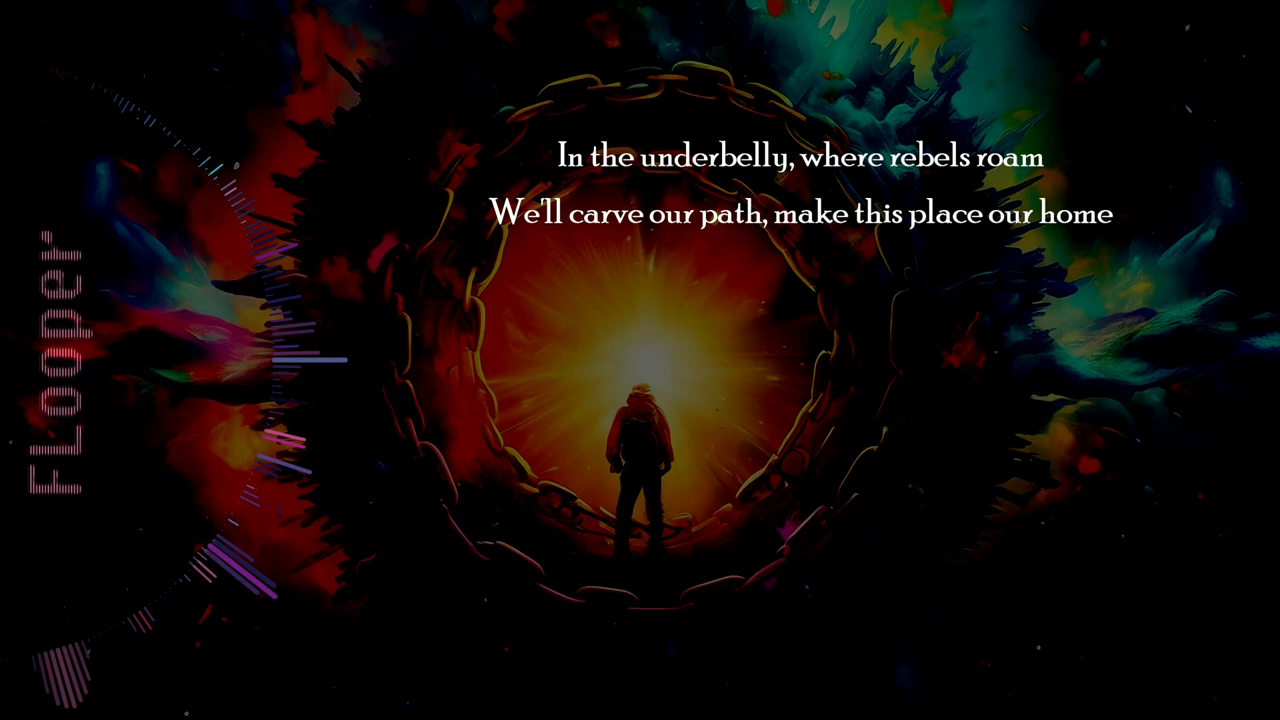 In the underbelly, where rebels roam
We'll carve our path, make this place our home
FLooper